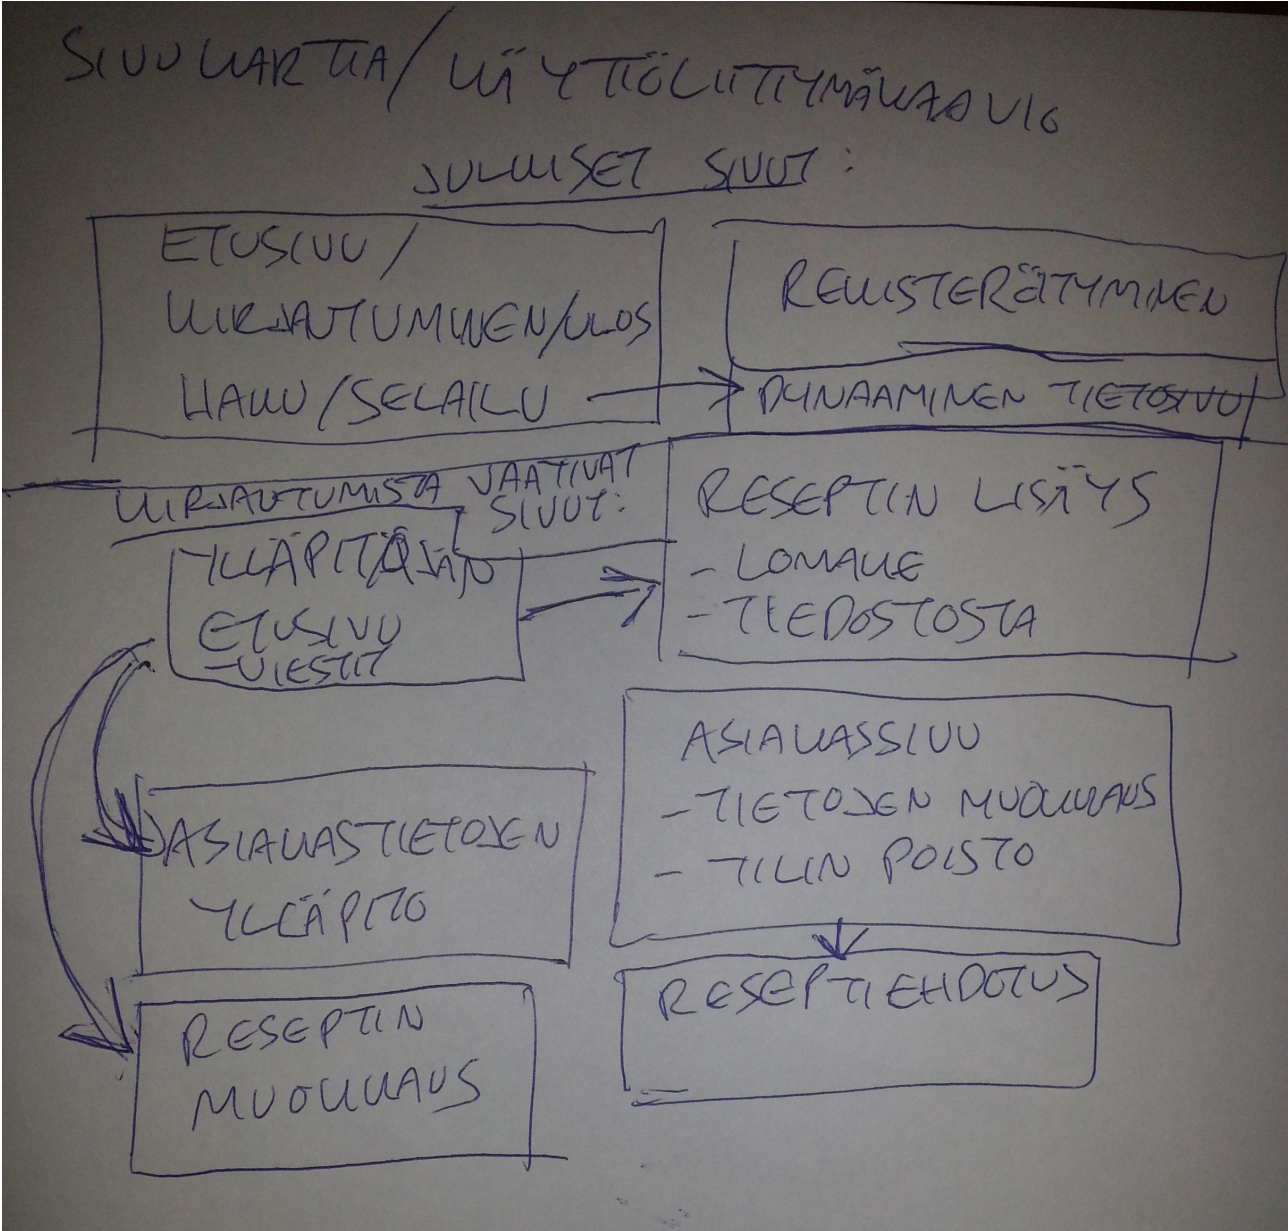 SIVUKARTTA/KÄYTTÖLIITTYMÄKAAVIO
JULKISET SIVUT:
ETUSIVU/
KIRJAUTUMINEN/ULOS
HAKU/SELAILU
REKISTERÖITYMINEN
DYNAAMINEN TIETOSIVU
KIRJAUTUMISTA VAATIVAT
SIVUT:
YLLÄPITÄJÄN
ETUSIVU
-VIESTIT
RESEPTIN LISÄYS
- LOMAKE
- TIEDOSTOSTA
ASIAKASSIVU
- TIETOJEN MUOKKAUS
- TILIN POISTO
ASIAKASTIETOJEN
YLLÄPITO
RESEPTIEHDOTUS
RESEPTIN
MUOKKAUS